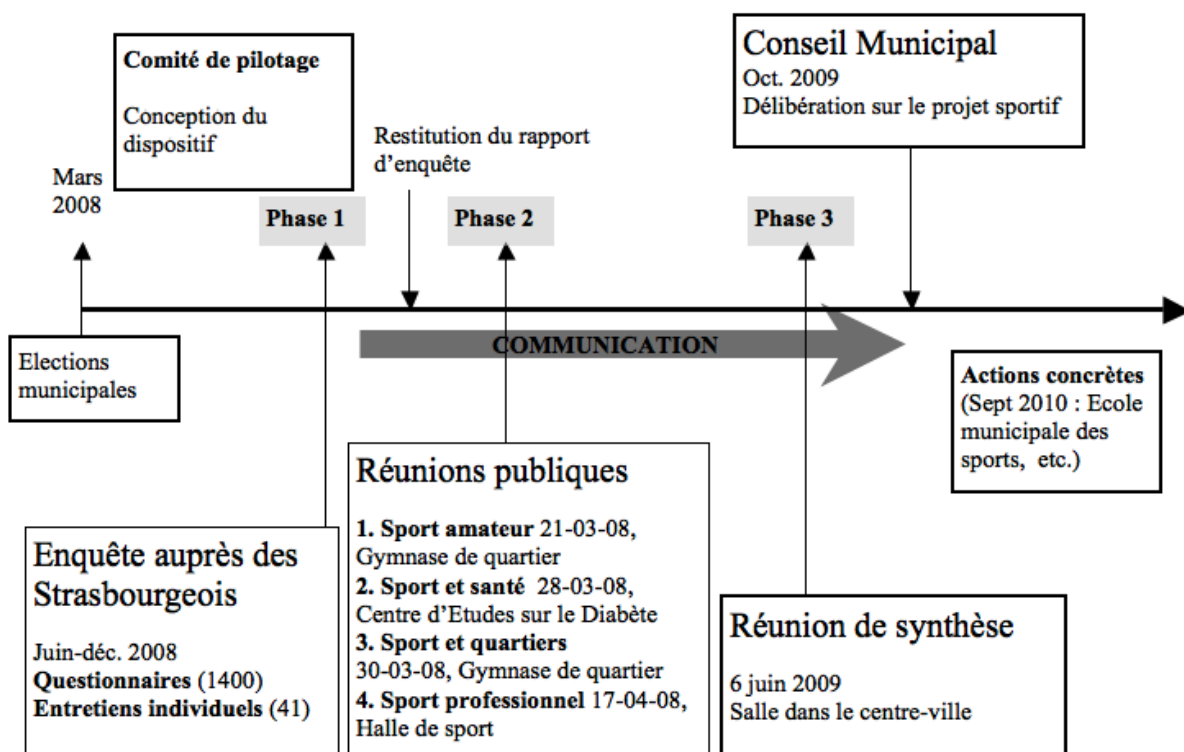 Comité de pilotage
Conception du
dispositif
Conseil Municipal
Oct. 2009
Délibération sur le projet sportif
Restitution du rapport
d'enquête
Mars
2008
Phase 1
Phase 2
Phase 3
COMMUNICATION
Elections
municipales
Actions concrètes
(Sept 2010 : Ecole
municipale des
sports, etc.)
Enquête auprès des
Strasbourgeois
Juin-déc. 2008
Questionnaires (1400)
Entretiens individuels (41)
Réunions publiques
1. Sport amateur 21-03-08,
Gymnase de quartier
2. Sport et santé 28-03-08,
Centre d'Etudes sur le Diabète
3. Sport et quartiers
30-03-08, Gymnase de quartier
4. Sport professionnel 17-04-08,
Halle de sport
Réunion de synthèse
6 juin 2009
Salle dans le centre-ville